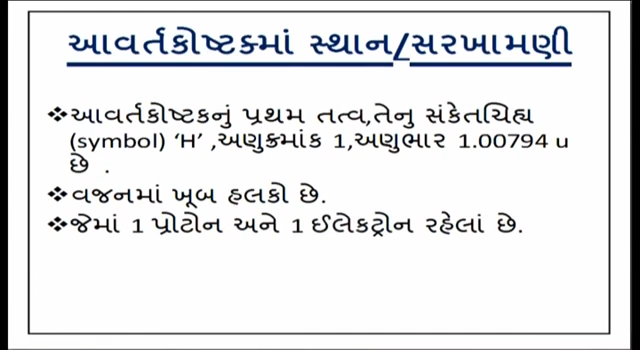 આવર્તકોષ્ટકમાં સ્થાન/સરખામણી
❖આવર્તકોષ્ટકનું પ્રથમ તત્વ,તેનુ સંકેતચિહ્ય
(symbol) ‘H’ ,અણુક્રમાંક 1,અણુભાર 1.00794 u
છે .
❖વજનમાં ખૂબ હલકો છે.
❖જેમાં 1 પ્રોટોન અને 1 ઈલેકટ્રોન રહેલાં છે.